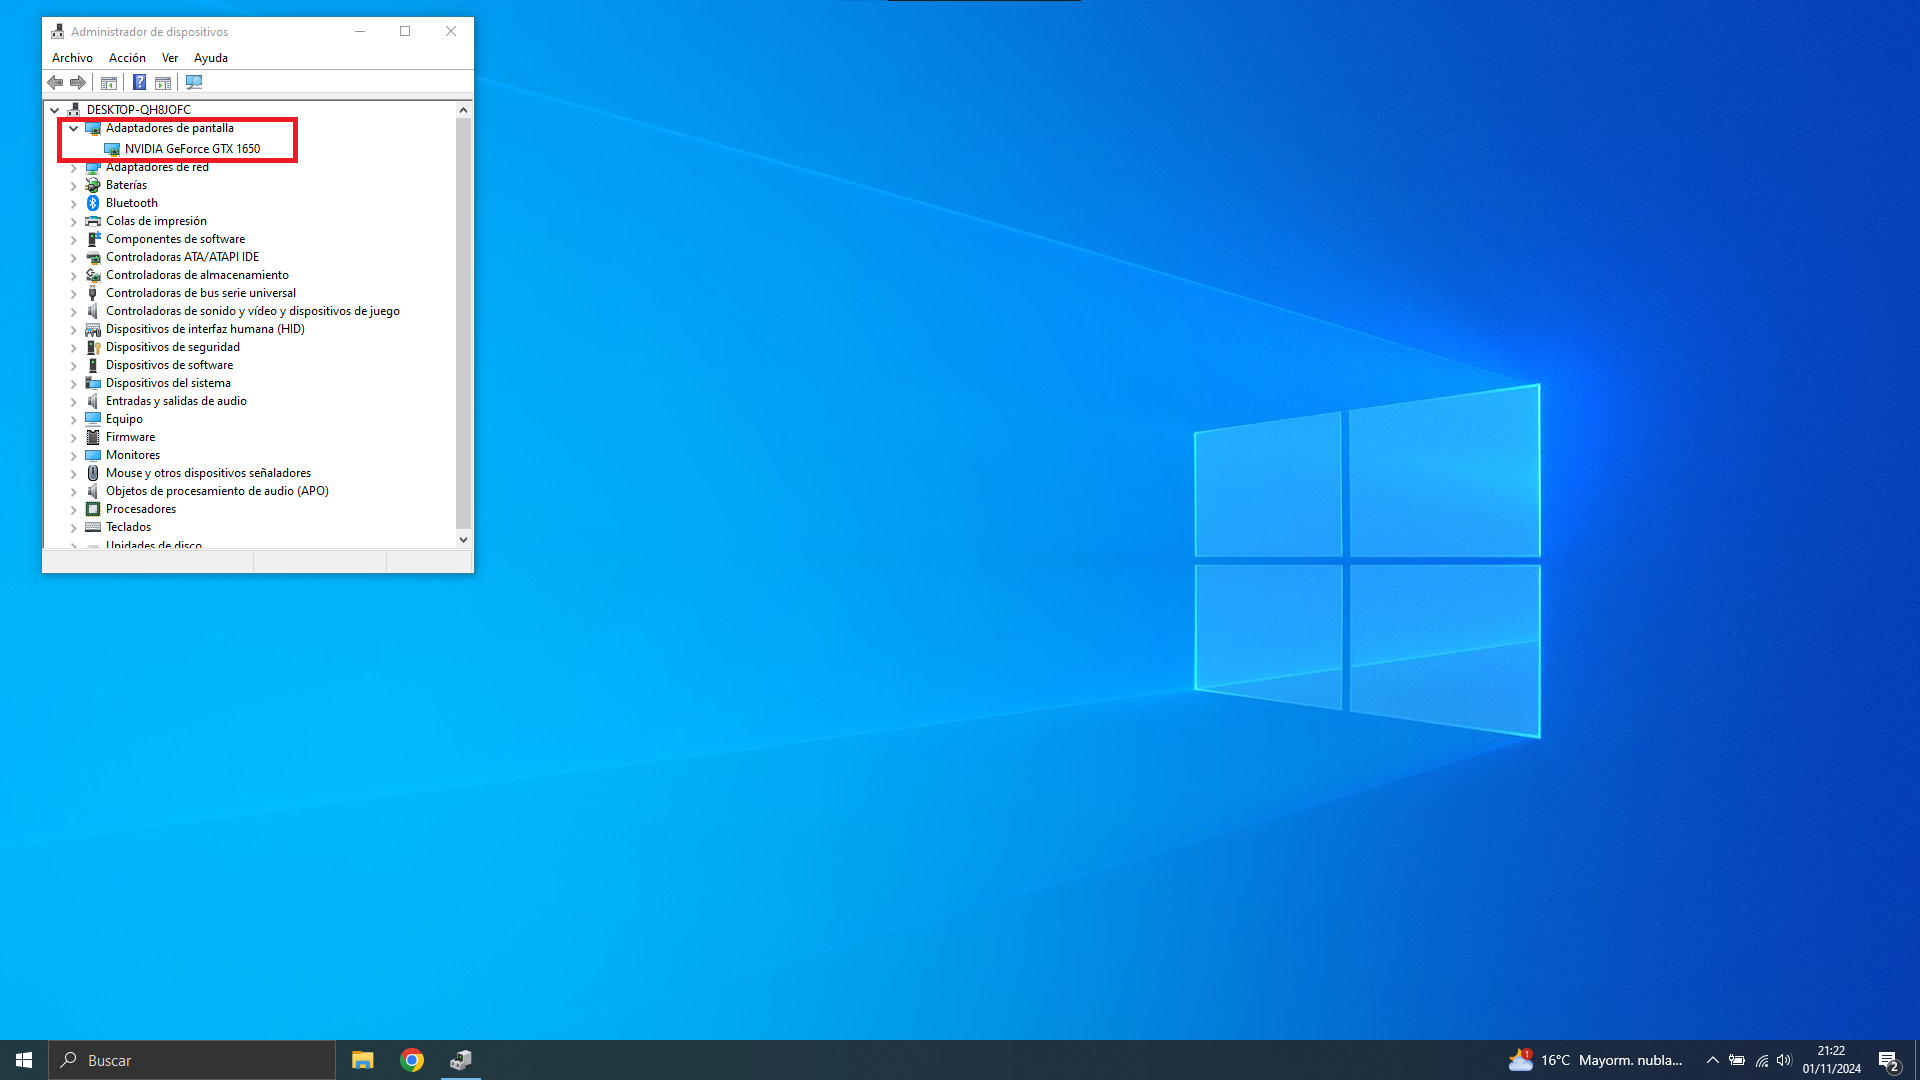 Administrador de dispositivos
Archivo Acción Ver Ayuda
DESKTOP-QH8JOFC
Adaptadores de pantalla
NVIDIA GeForce GTX 1650
Adaptadores de red
Baterías
Bluetooth
Colas de impresión
Componentes de software
Controladoras ATA/ATAPI IDE
Controladoras de almacenamiento
Controladoras de bus serie universal
Controladoras de sonido y vídeo y dispositivos de juego
Dispositivos de interfaz humana (HID)
Dispositivos de seguridad
Dispositivos de software
Dispositivos del sistema
Entradas y salidas de audio
Equipo
Firmware
Monitores
Mouse y otros dispositivos señaladores
Objetos de procesamiento de audio (APO)
Procesadores
Teclados
Unidades de disco
Buscar
1 16°C Mayorm. nubla...
21:22
01/11/2024
2